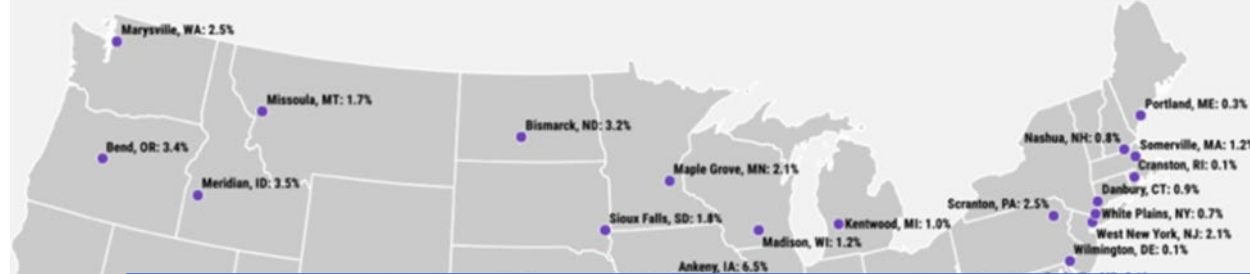 Marysville, WA: 2.5%
Missoula, MT: 1.7%
Portland, ME: 0.3%
Bismarck, ND: 3.2%
Nashua, NH: 0.8%
Somerville, MA: 1.2%
Bend, OR: 3.4%
Cranston, RI: 0.1%
Maple Grove, MN: 2.1%
Meridian, ID: 3.5%
Danbury, CT: 0.9%
Scranton, PA: 2.5%
White Plains, NY: 0.7%
Sioux Falls, SD: 1.8%
Kentwood, MI: 1.0%
West New York, NJ: 2.1%
Madison, WI: 1.2%
Wilmington, DE: 0.1%
Ankeny, IA: 6.5%